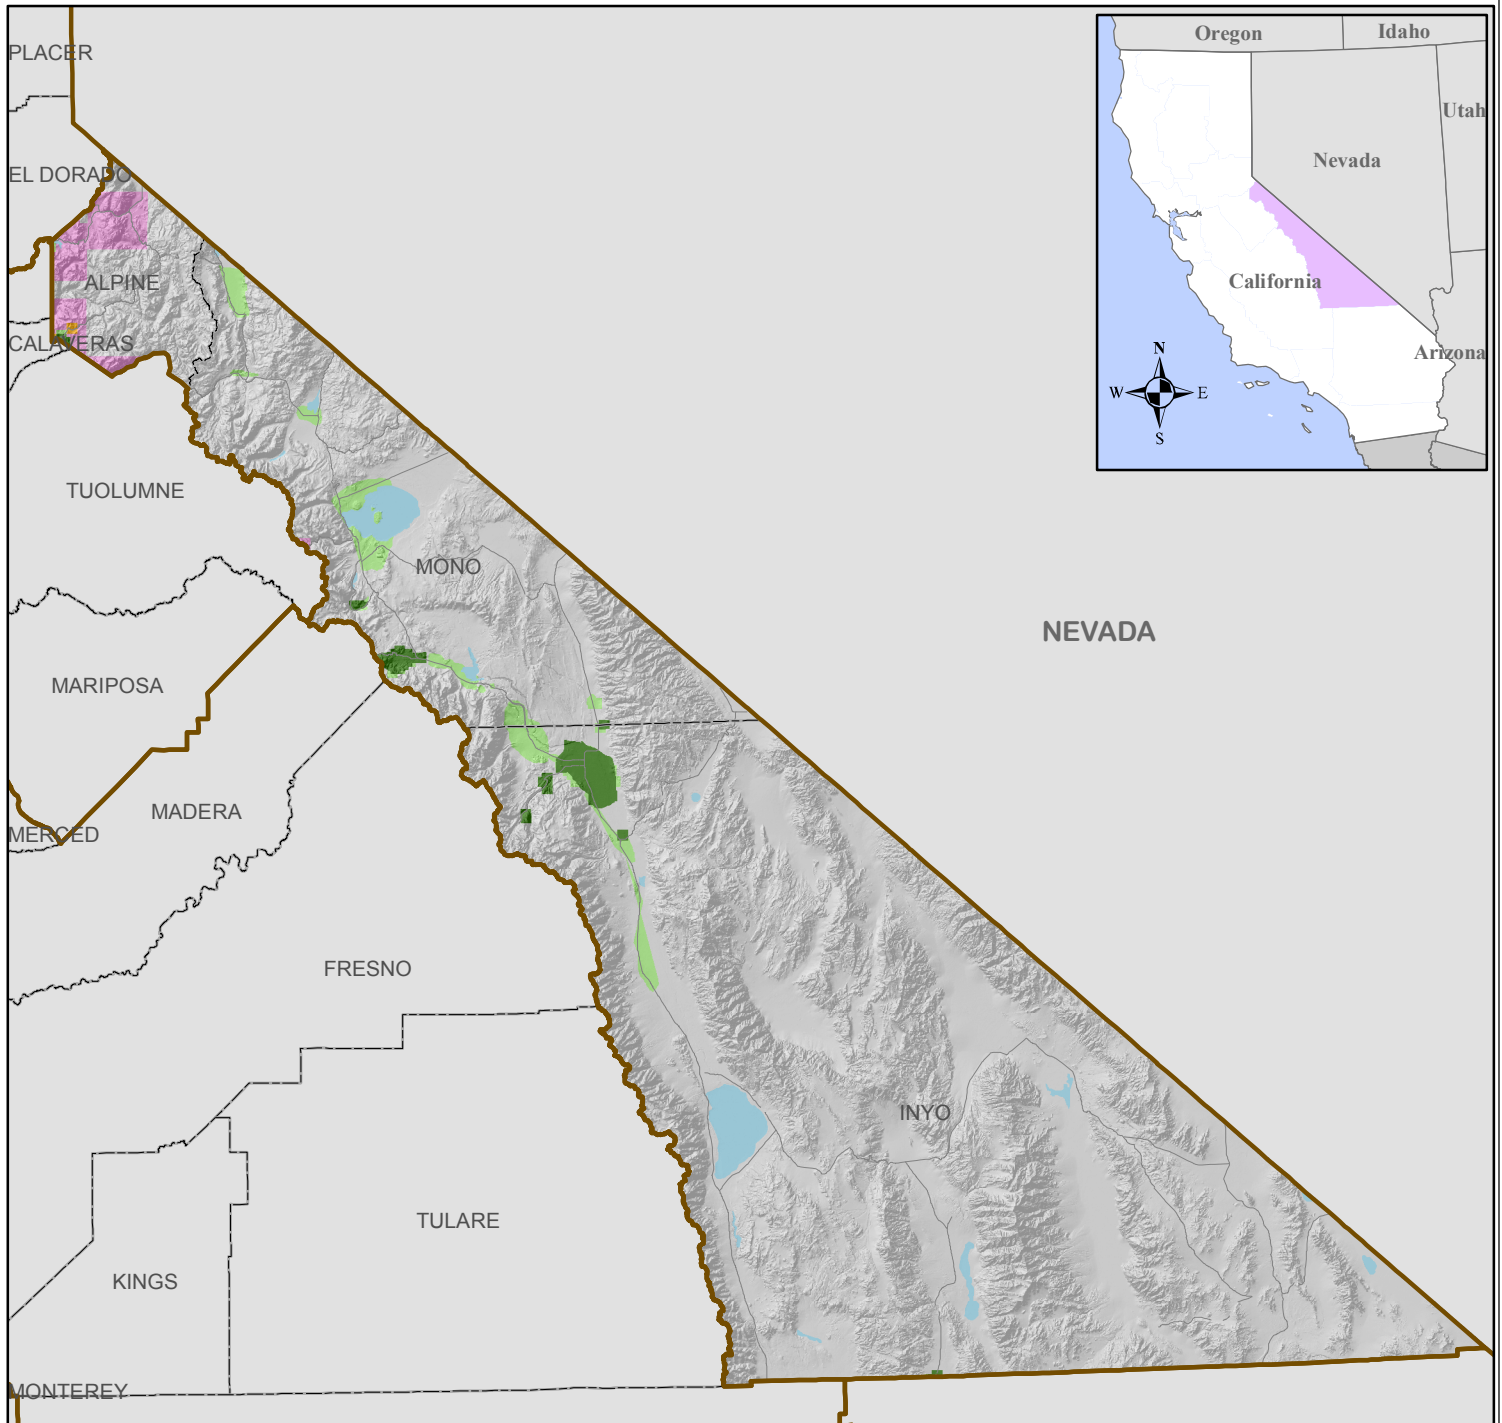 PLACER
Oregon
Idaho
Utah
Nevada
EL DORADO
ALPINE
California
CALAVERAS
Arizona
N
W
E
S
TUOLUMNE
MONO
NEVADA
MARIPOSA
MADERA
MERCED
FRESNO
INYO
TULARE
KINGS
MONTEREY